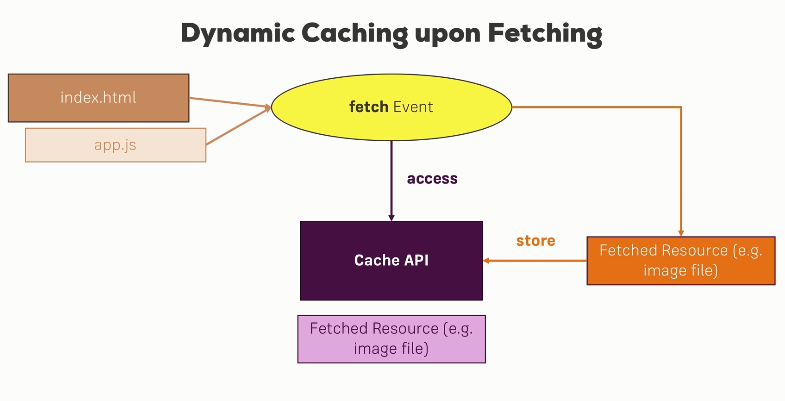 Dynamic Caching upon Fetching
index.html
app.js
fetch Event
access
Cache API
store
Fetched Resource (e.g.
image file)
Fetched Resource (e.g.
image file)